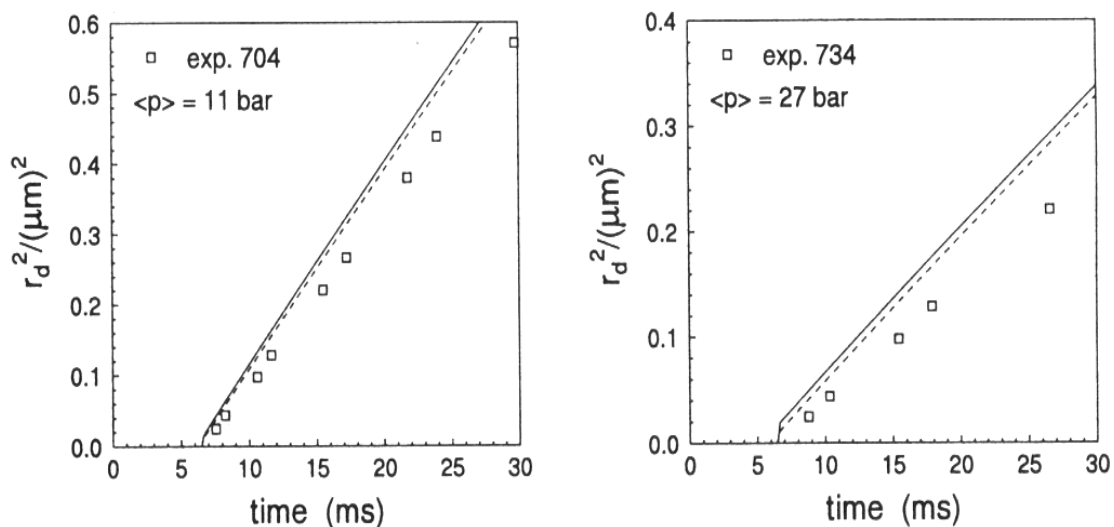 0.6
0.5
0.4
0.3
0.2
0.1
0.0
r_d^2/(μm)^2
□ exp. 704
<p> = 11 bar
0 5 10 15 20 25 30
time (ms)
0.4
0.3
0.2
0.1
0.0
r_d^2/(μm)^2
□ exp. 734
<p> = 27 bar
0 5 10 15 20 25 30
time (ms)